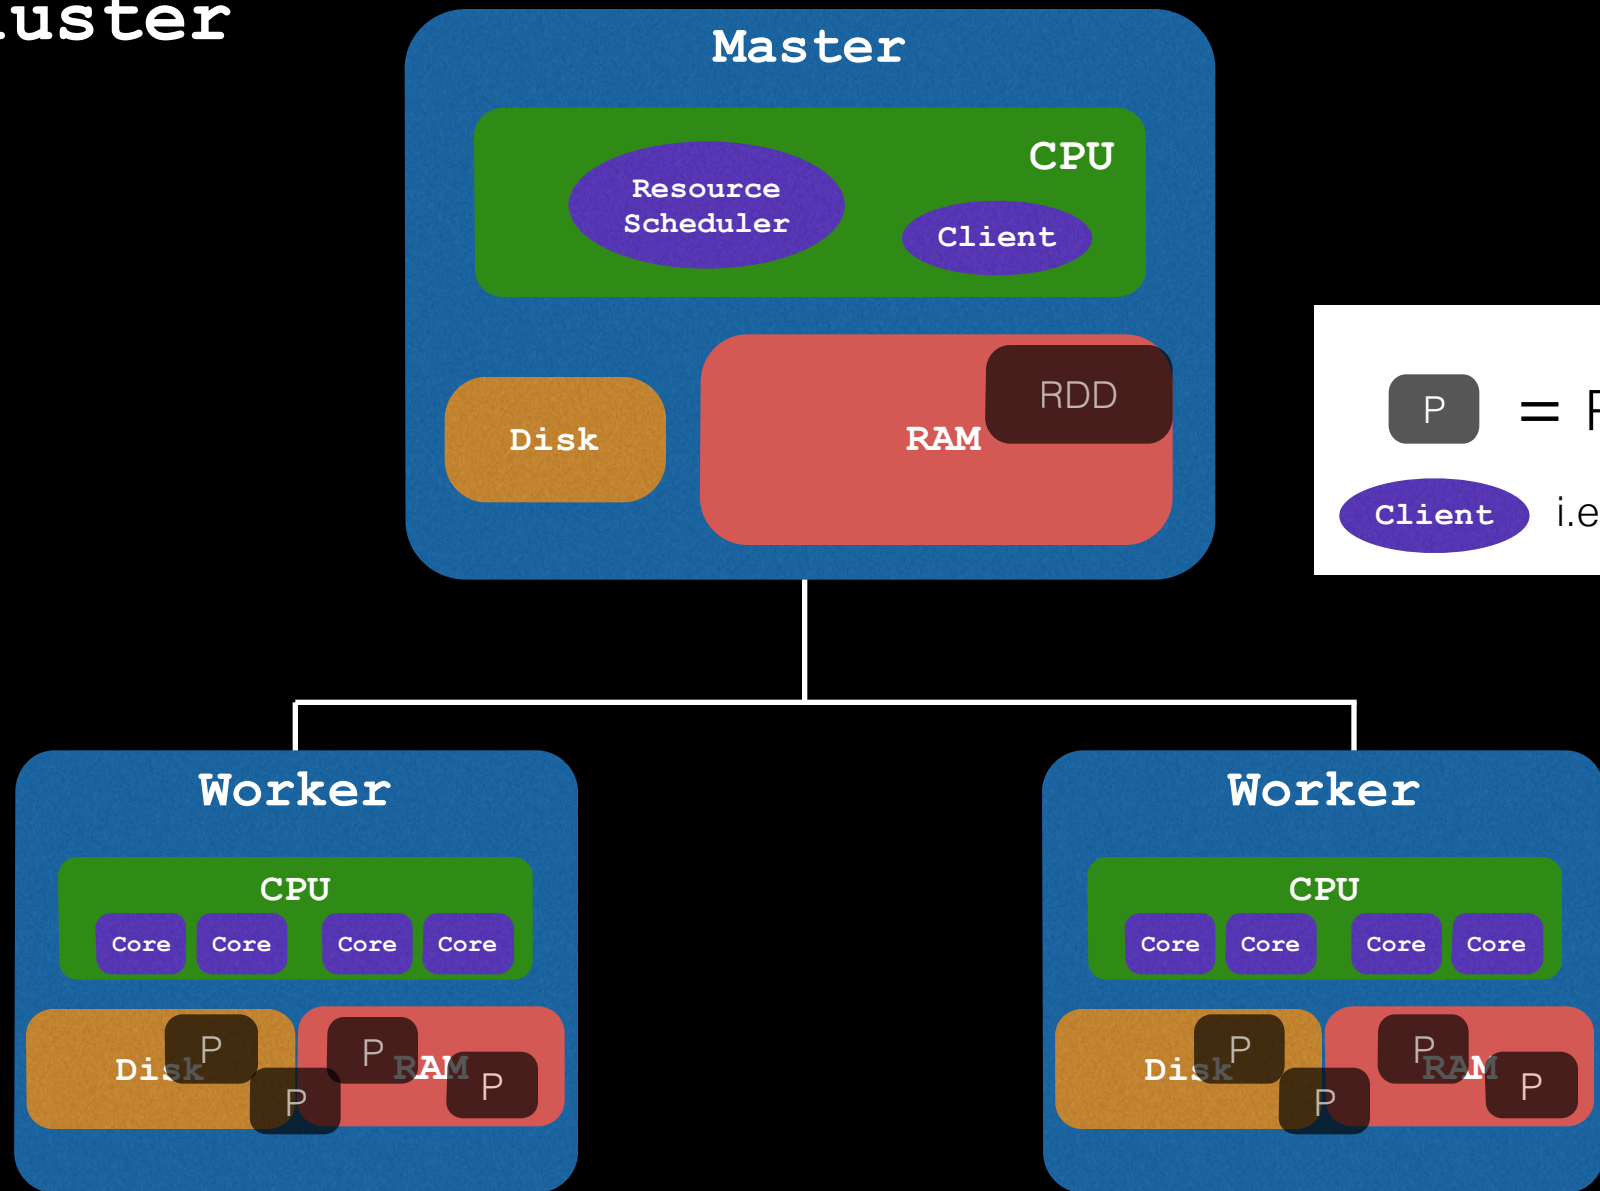 uster
Master
CPU
Resource
Scheduler
Client
RDD
Disk
RAM
P = P
Client i.e
Worker
CPU
Core Core Core Core
Disk RAM
P P P P
Worker
CPU
Core Core Core Core
Disk RAM
P P P P